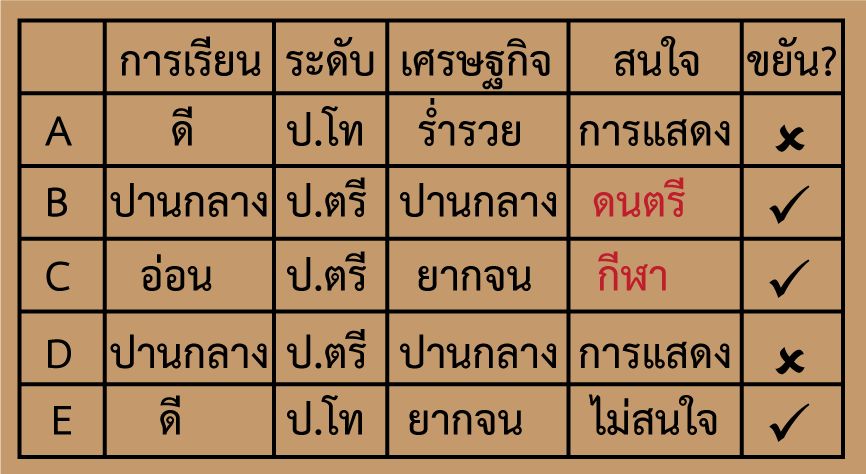 การเรียน ระดับ เศรษฐกิจ สนใจ ขยัน?
A ดี ป.โท ร่ำรวย การแสดง ✘
B ปานกลาง ป.ตรี ปานกลาง ดนตรี ✓
C อ่อน ป.ตรี ยากจน กีฬา ✓
D ปานกลาง ป.ตรี ปานกลาง การแสดง ✘
E ดี ป.โท ยากจน ไม่สนใจ ✓